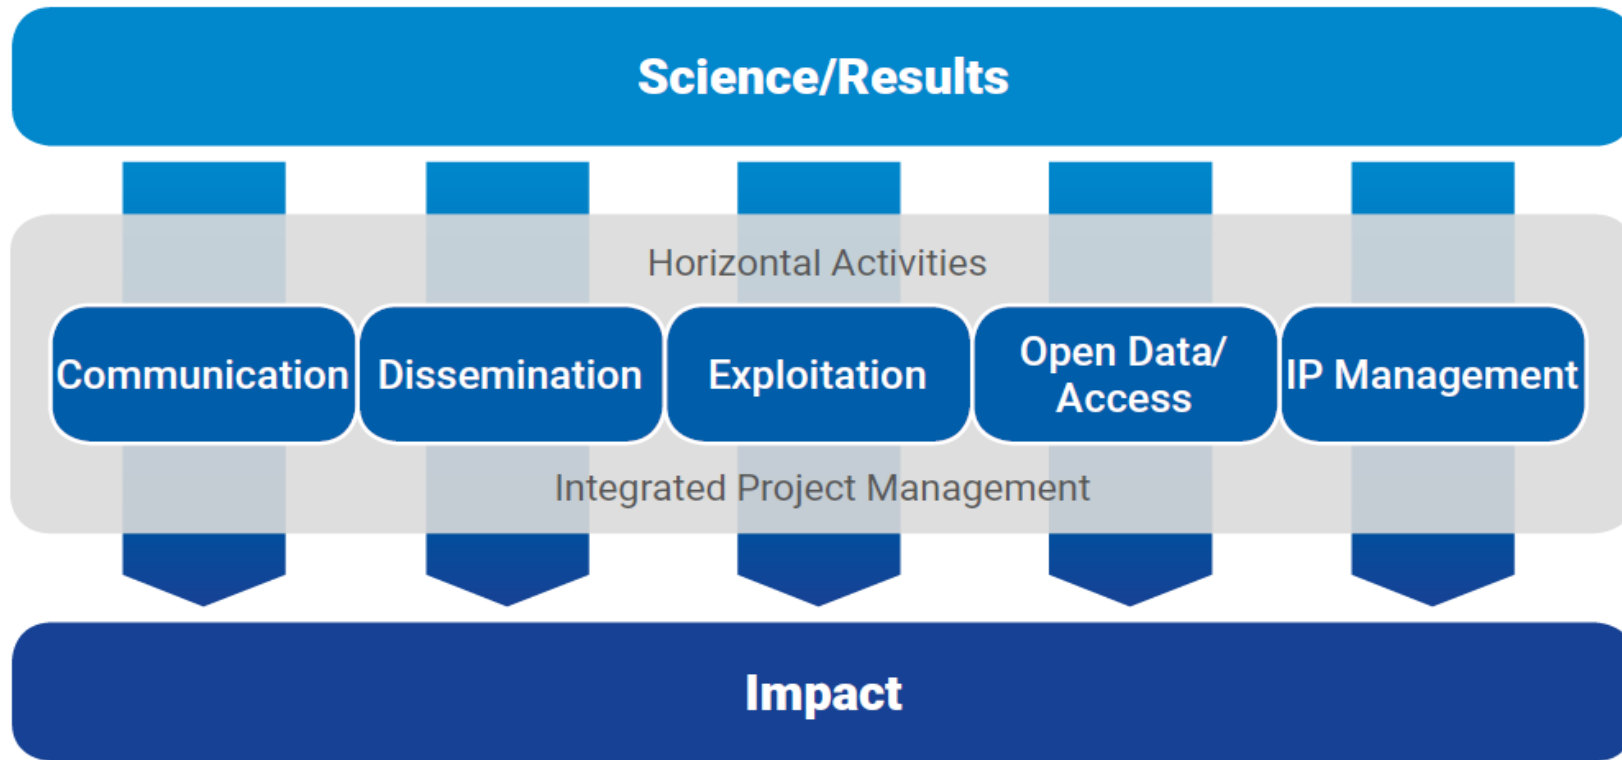 Science/Results
Horizontal Activities
Communication
Dissemination
Exploitation
Open Data/
Access
IP Management
Integrated Project Management
Impact